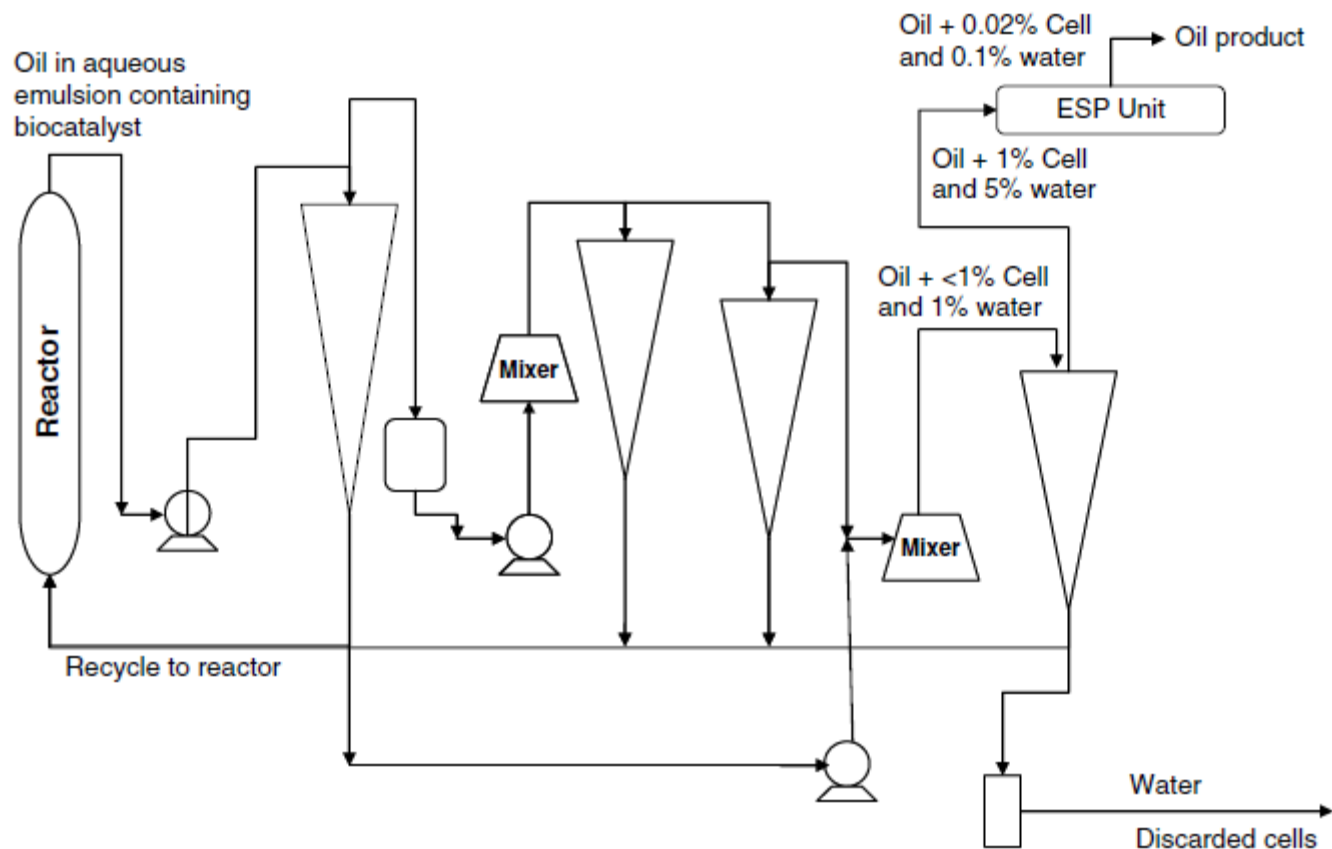 Oil in aqueous
emulsion containing
biocatalyst
Reactor
Recycle to reactor
Mixer
Oil + 0.02% Cell
and 0.1% water
Oil product
ESP Unit
Oil + 1% Cell
and 5% water
Oil + <1% Cell
and 1% water
Mixer
Water
Discarded cells